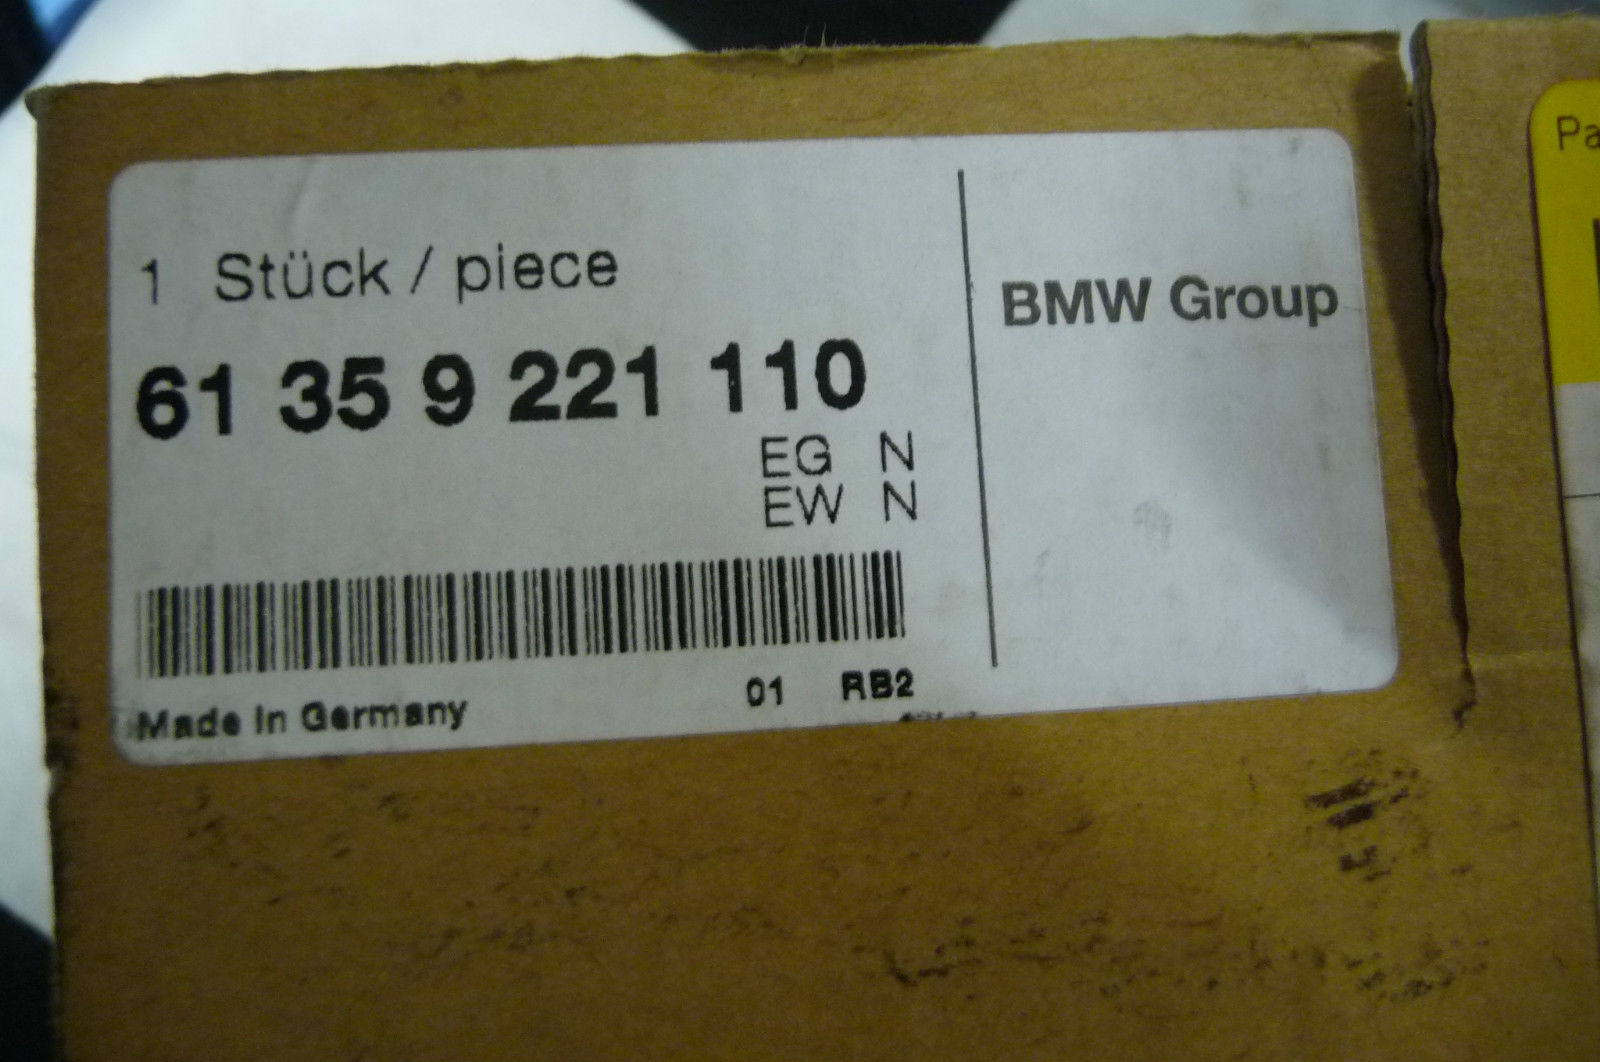 1 Stück / piece
61 35 9 221 110
EG N
EW N
Made in Germany
01 RB2
BMW Group